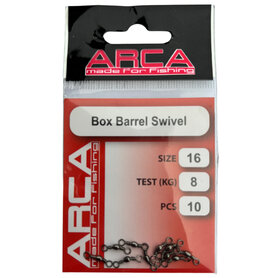 ARCA
made For Fishing
Box Barrel Swivel
SIZE 16
TEST (KG) 8
PCS 10
ARCA
made For Fishing